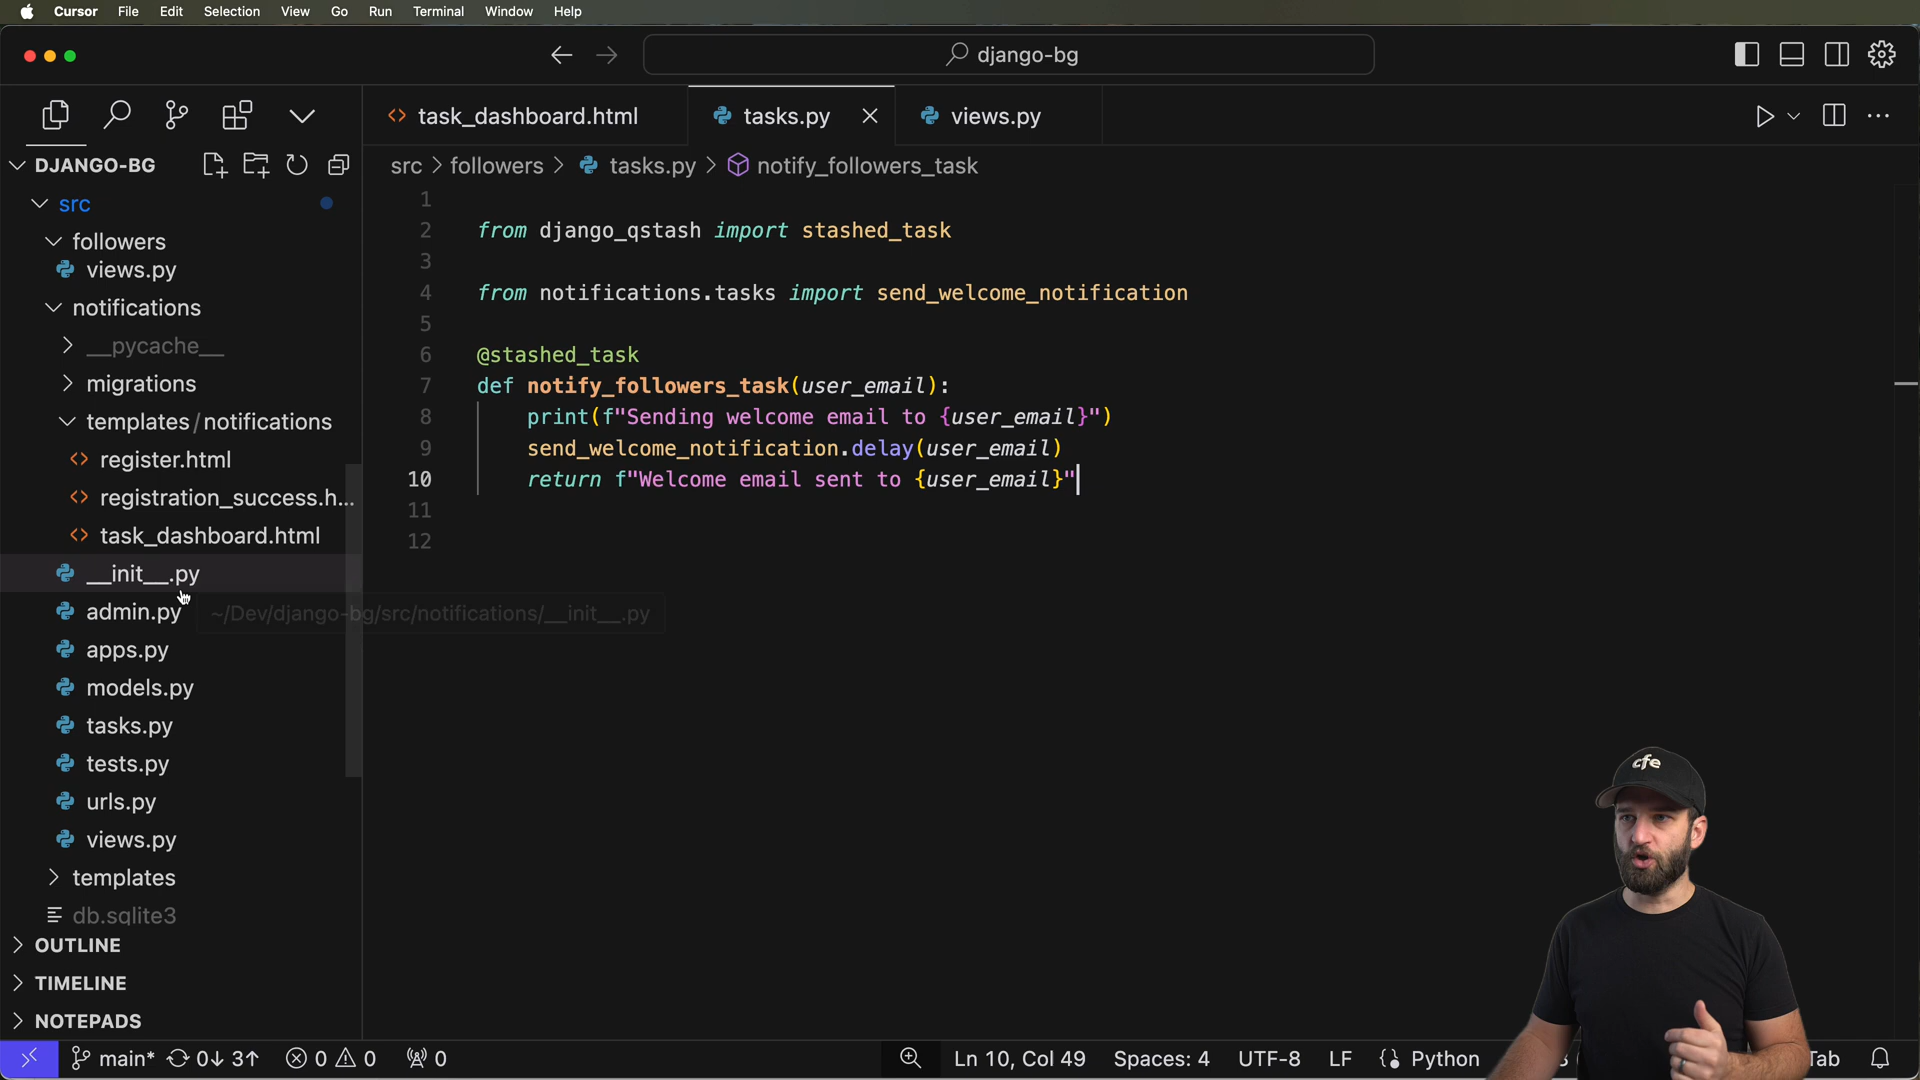 Cursor File Edit Selection View Go Run Terminal Window Help
django-bg
task_dashboard.html tasks.py views.py
DJANGO-BG
src > followers > tasks.py > notify_followers_task
src
followers
views.py
notifications
__pycache__
migrations
templates/notifications
register.html
registration_success.h...
task_dashboard.html
__init__.py
admin.py
~/Dev/django-bg/src/notifications/__init__.py
apps.py
models.py
tasks.py
tests.py
urls.py
views.py
templates
db.sqlite3
OUTLINE
TIMELINE
NOTEPADS
1
2 from django_qstash import stashed_task
3
4 from notifications.tasks import send_welcome_notification
5
6 @stashed_task
7 def notify_followers_task(user_email):
8 print(f"Sending welcome email to {user_email}")
9 send_welcome_notification.delay(user_email)
10 return f"Welcome email sent to {user_email}"
11
12
cfe
main* 0↓ 3↑ 0 0 0 Ln 10, Col 49 Spaces: 4 UTF-8 LF Python Tab